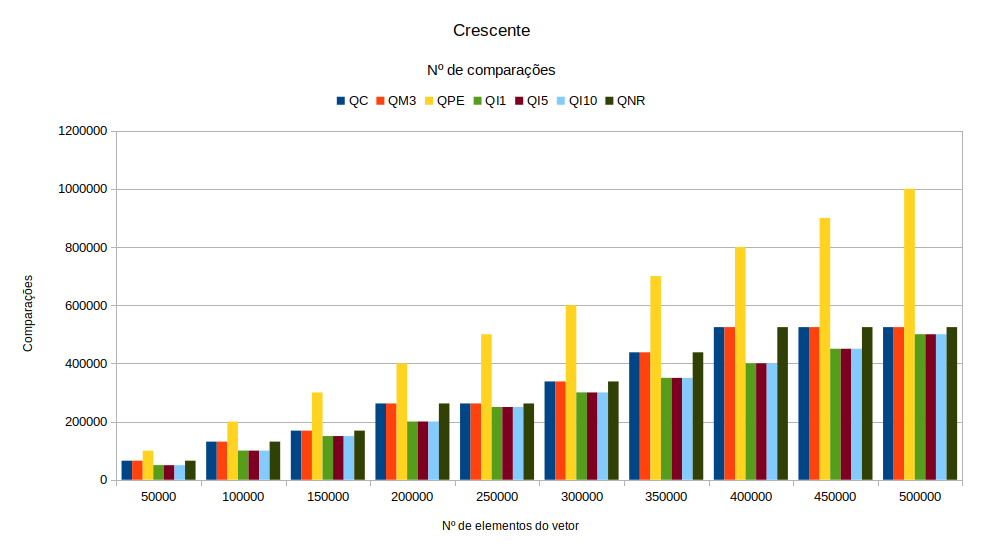 Crescente
Nº de comparações
QC QM3 QPE QI1 QI5 QI10 QNR
1200000
1000000
800000
600000
400000
200000
0
Comparações
50000 100000 150000 200000 250000 300000 350000 400000 450000 500000
Nº de elementos do vetor